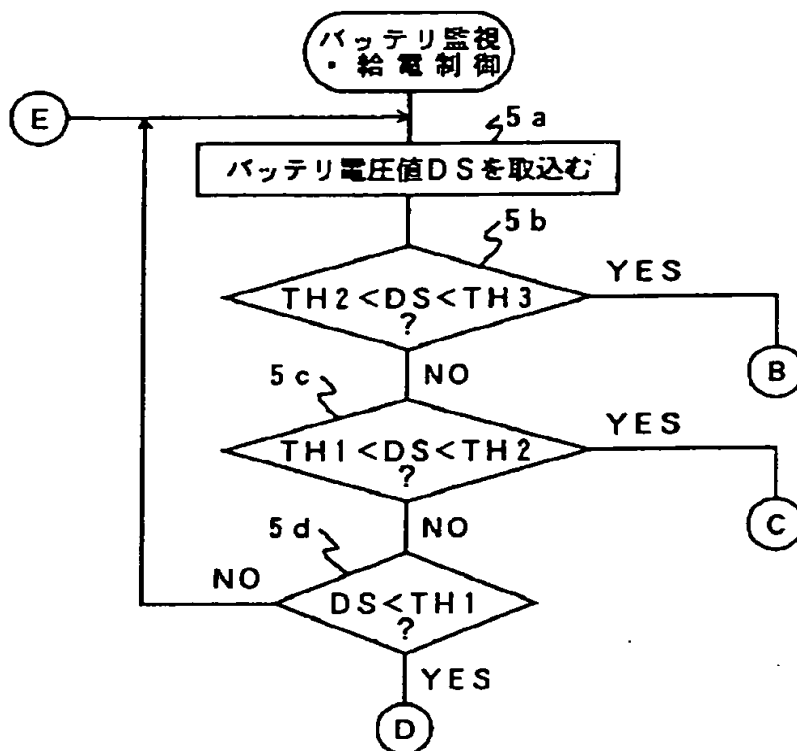 バッテリ監視
・給電制御
E
5a
バッテリ電圧値DSを取込む
5b
TH2<DS<TH3
?
YES
B
NO
5c
TH1<DS<TH2
?
YES
C
NO
5d
NO
DS<TH1
?
YES
D